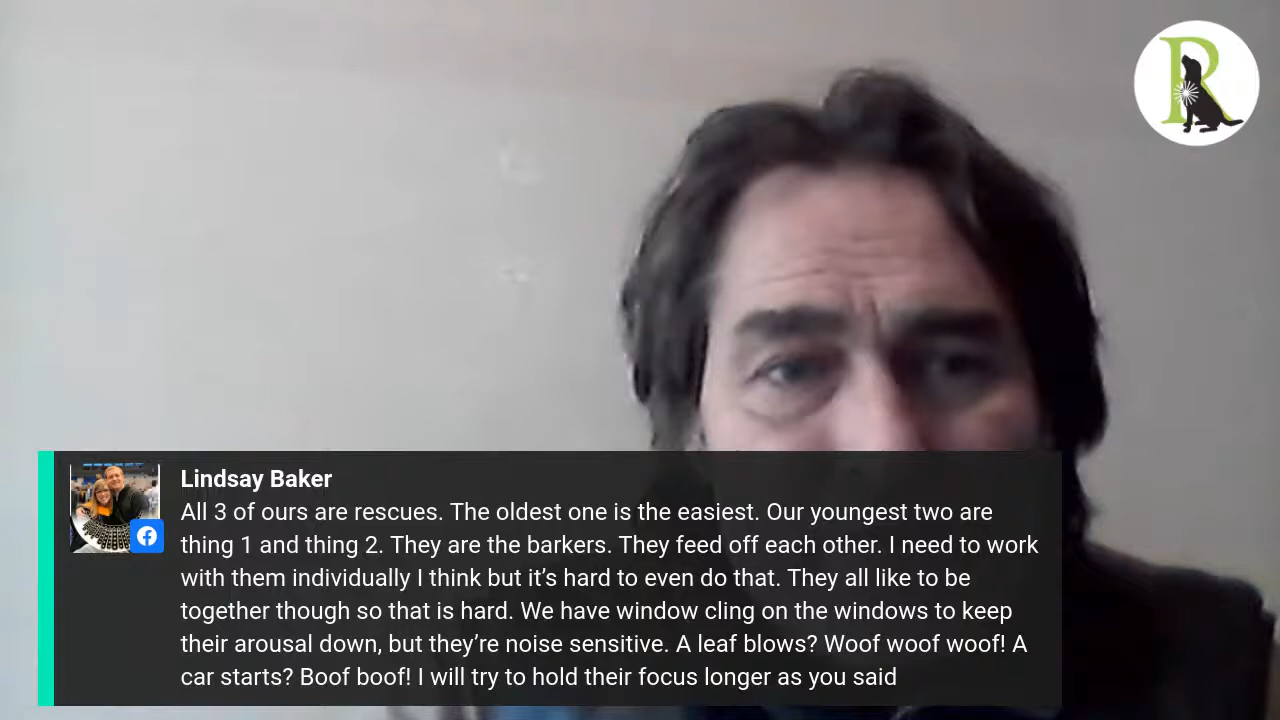 R
Lindsay Baker
All 3 of ours are rescues. The oldest one is the easiest. Our youngest two are
thing 1 and thing 2. They are the barkers. They feed off each other. I need to work
with them individually I think but it’s hard to even do that. They all like to be
together though so that is hard. We have window cling on the windows to keep
their arousal down, but they’re noise sensitive. A leaf blows? Woof woof woof! A
car starts? Boof boof! I will try to hold their focus longer as you said